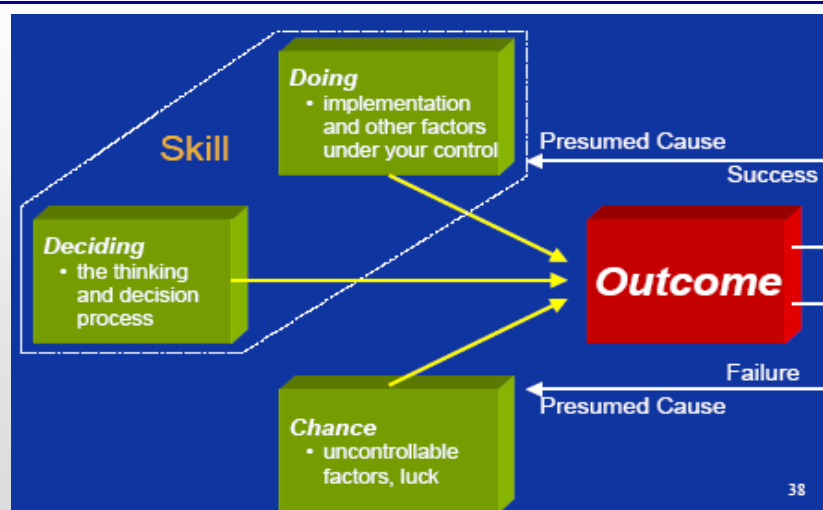 Doing
• implementation
and other factors
under your control
Skill
Presumed Cause
Success
Deciding
• the thinking
and decision
process
Outcome
Failure
Presumed Cause
Chance
• uncontrollable
factors, luck
38